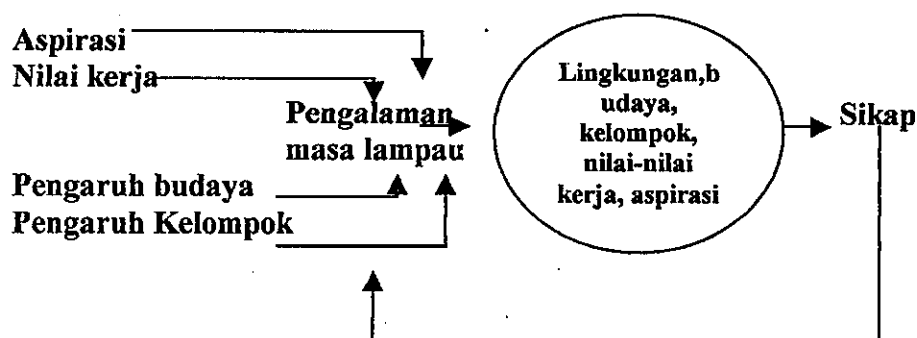 Aspirasi
Nilai kerja
Pengalaman
masa lampau
Pengaruh budaya
Pengaruh Kelompok
Lingkungan,b
udaya,
kelompok,
nilai-nilai
kerja, aspirasi
Sikap